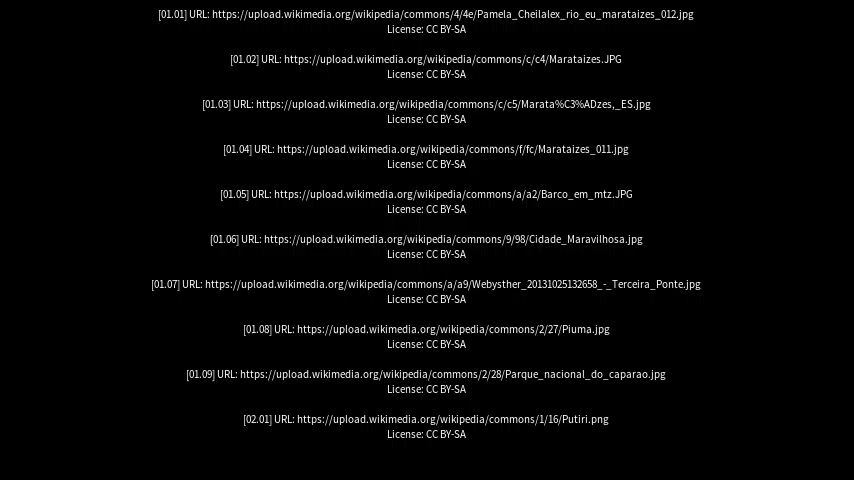 [01.01] URL: https://upload.wikimedia.org/wikipedia/commons/4/4e/Pamela_Cheilalex_rio_eu_marataizes_012.jpg
License: CC BY-SA
[01.02] URL: https://upload.wikimedia.org/wikipedia/commons/c/c4/Marataizes.JPG
License: CC BY-SA
[01.03] URL: https://upload.wikimedia.org/wikipedia/commons/c/c5/Marata%C3%ADzes,_ES.jpg
License: CC BY-SA
[01.04] URL: https://upload.wikimedia.org/wikipedia/commons/f/fc/Marataizes_011.jpg
License: CC BY-SA
[01.05] URL: https://upload.wikimedia.org/wikipedia/commons/a/a2/Barco_em_mtz.JPG
License: CC BY-SA
[01.06] URL: https://upload.wikimedia.org/wikipedia/commons/9/98/Cidade_Maravilhosa.jpg
License: CC BY-SA
[01.07] URL: https://upload.wikimedia.org/wikipedia/commons/a/a9/Webysther_20131025132658_-_Terceira_Ponte.jpg
License: CC BY-SA
[01.08] URL: https://upload.wikimedia.org/wikipedia/commons/2/27/Piuma.jpg
License: CC BY-SA
[01.09] URL: https://upload.wikimedia.org/wikipedia/commons/2/28/Parque_nacional_do_caparao.jpg
License: CC BY-SA
[02.01] URL: https://upload.wikimedia.org/wikipedia/commons/1/16/Putiri.png
License: CC BY-SA